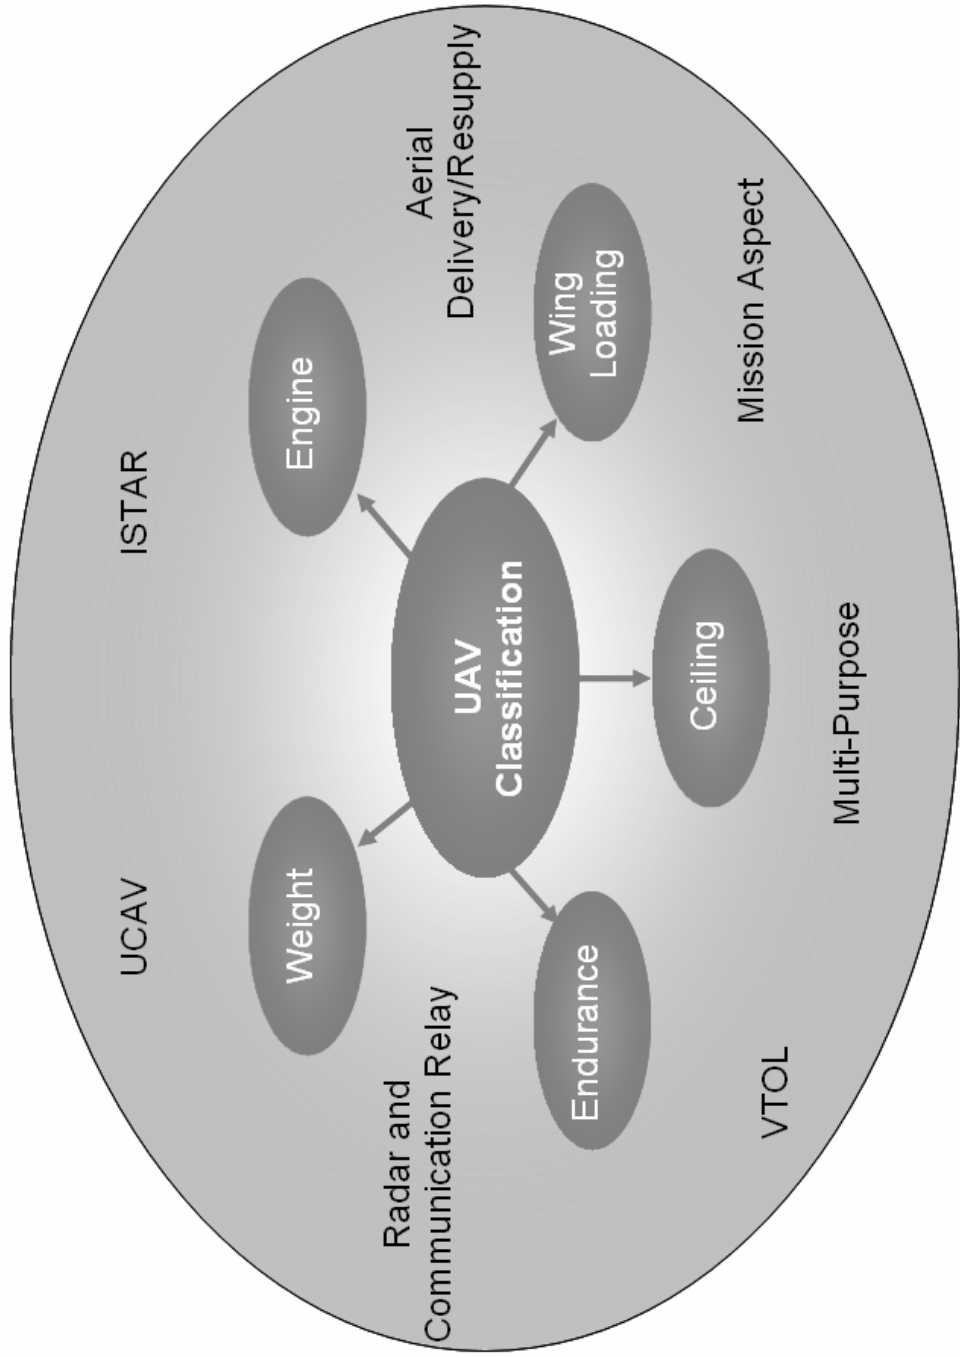 UCAV
ISTAR
Weight
Engine
Radar and
Communication Relay
Aerial
Delivery/Resupply
UAV
Classification
Endurance
Wing
Loading
Ceiling
VTOL
Mission Aspect
Multi-Purpose